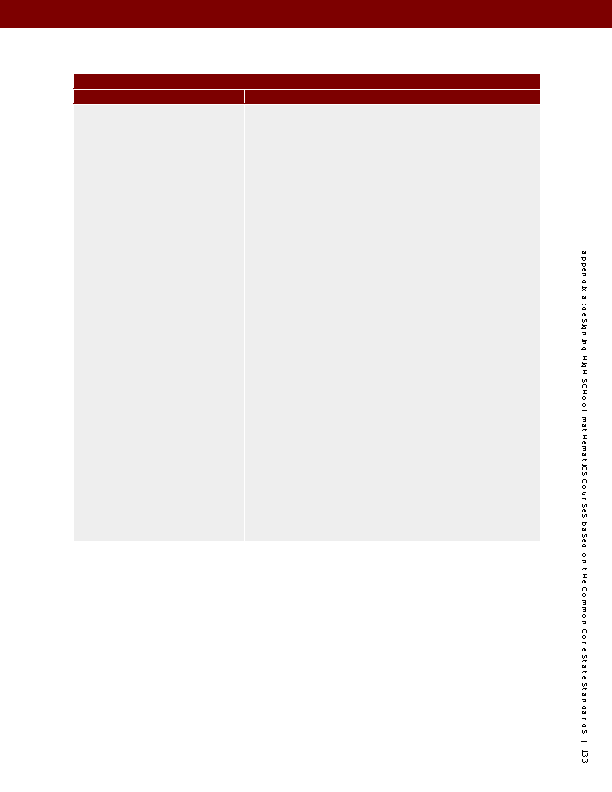 appendix a: deSigning HigH SCHool matHematiCS CourSeS baSed on tHe Common Core State StandardS | 133